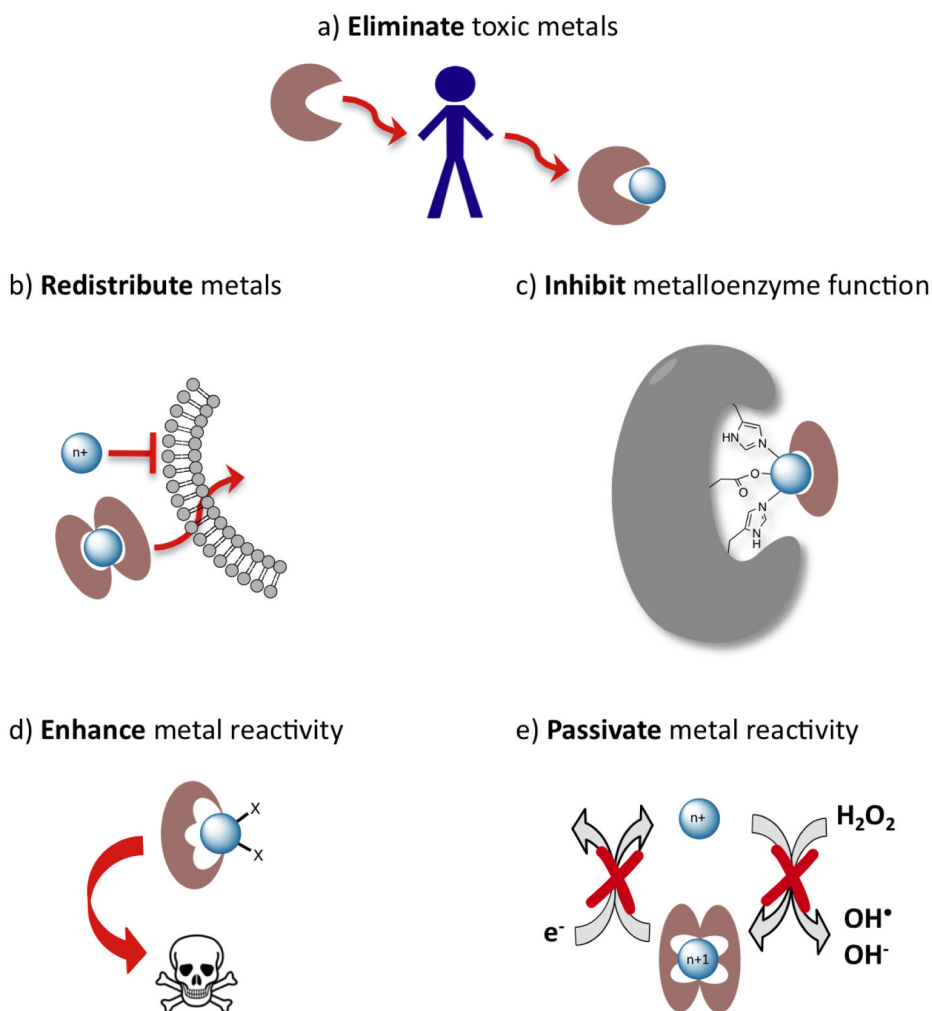 a) Eliminate toxic metals
b) Redistribute metals
c) Inhibit metalloenzyme function
n+
HN
N
O
O
N
N
H
d) Enhance metal reactivity
e) Passivate metal reactivity
X
X
n+
H₂O₂
e⁻
n+1
OH•
OH⁻